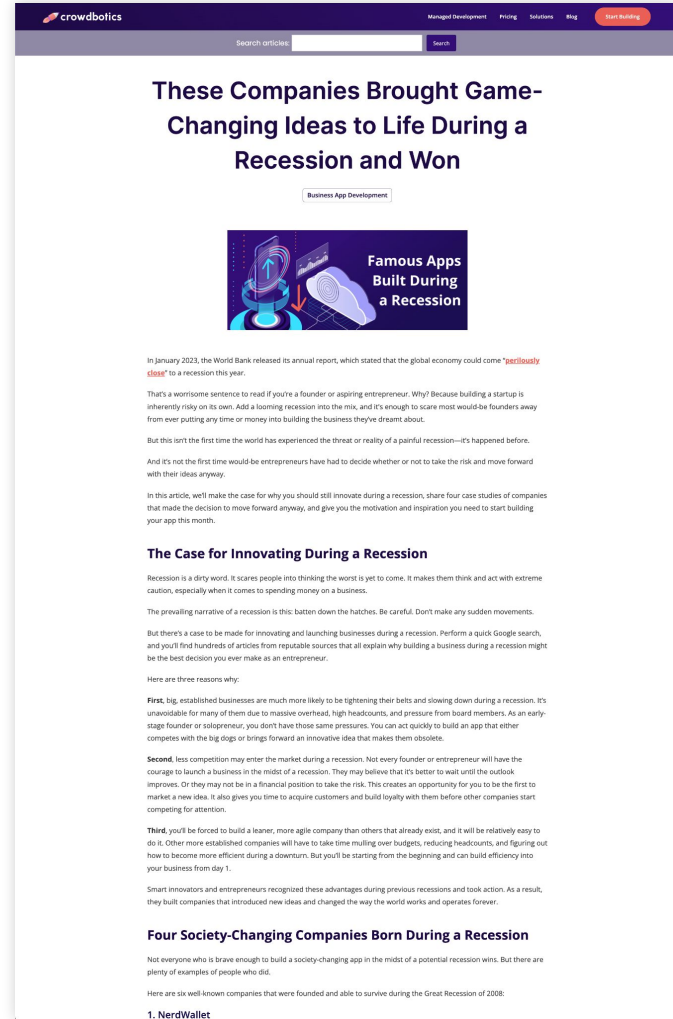 crowdbotics
Managed Development Pricing Solutions Blog Start Building
Search articles: Search
These Companies Brought Game-
Changing Ideas to Life During a
Recession and Won
Business App Development
Famous Apps
Built During
a Recession
In January 2023, the World Bank released its annual report, which stated that the global economy could come "perilously
close" to a recession this year.
That's a worrisome sentence to read if you're a founder or aspiring entrepreneur. Why? Because building a startup is
inherently risky on its own. Add a looming recession into the mix, and it's enough to scare most would-be founders away
from ever putting any time or money into building the business they've dreamt about.
But this isn't the first time the world has experienced the threat or reality of a painful recession—it's happened before.
And it's not the first time would-be entrepreneurs have had to decide whether or not to take the risk and move forward
with their ideas anyway.
In this article, we'll make the case for why you should still innovate during a recession, share four case studies of companies
that made the decision to move forward anyway, and give you the motivation and inspiration you need to start building
your app this month.
The Case for Innovating During a Recession
Recession is a dirty word. It scares people into thinking the worst is yet to come. It makes them think and act with extreme
caution, especially when it comes to spending money on a business.
The prevailing narrative of a recession is this: batten down the hatches. Be careful. Don't make any sudden movements.
But there's a case to be made for innovating and launching businesses during a recession. Perform a quick Google search,
and you'll find hundreds of articles from reputable sources that all explain why building a business during a recession might
be the best decision you ever make as an entrepreneur.
Here are three reasons why:
First, big, established businesses are much more likely to be tightening their belts and slowing down during a recession. It's
unavoidable for many of them due to massive overhead, high headcounts, and pressure from board members. As an early-
stage founder or solopreneur, you don't have those same pressures. You can act quickly to build an app that either
competes with the big dogs or brings forward an innovative idea that makes them obsolete.
Second, less competition may enter the market during a recession. Not every founder or entrepreneur will have the
courage to launch a business in the midst of a recession. They may believe that it's better to wait until the outlook
improves. Or they may not be in a financial position to take the risk. This creates an opportunity for you to be the first to
market a new idea. It also gives you time to acquire customers and build loyalty with them before other companies start
competing for attention.
Third, you'll be forced to build a leaner, more agile company than others that already exist, and it will be relatively easy to
do it. Other more established companies will have to take time mulling over budgets, reducing headcounts, and figuring out
how to become more efficient during a downturn. But you'll be starting from the beginning and can build efficiency into
your business from day 1.
Smart innovators and entrepreneurs recognized these advantages during previous recessions and took action. As a result,
they built companies that introduced new ideas and changed the way the world works and operates forever.
Four Society-Changing Companies Born During a Recession
Not everyone who is brave enough to build a society-changing app in the midst of a potential recession wins. But there are
plenty of examples of people who did.
Here are six well-known companies that were founded and able to survive during the Great Recession of 2008:
1. NerdWallet